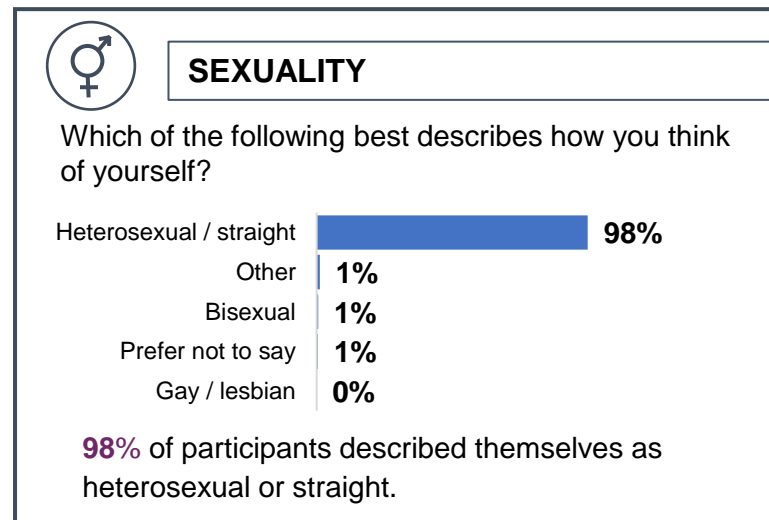 SEXUALITY
Which of the following best describes how you think
of yourself?
Heterosexual / straight 98%
Other 1%
Bisexual 1%
Prefer not to say 1%
Gay / lesbian 0%
98% of participants described themselves as
heterosexual or straight.